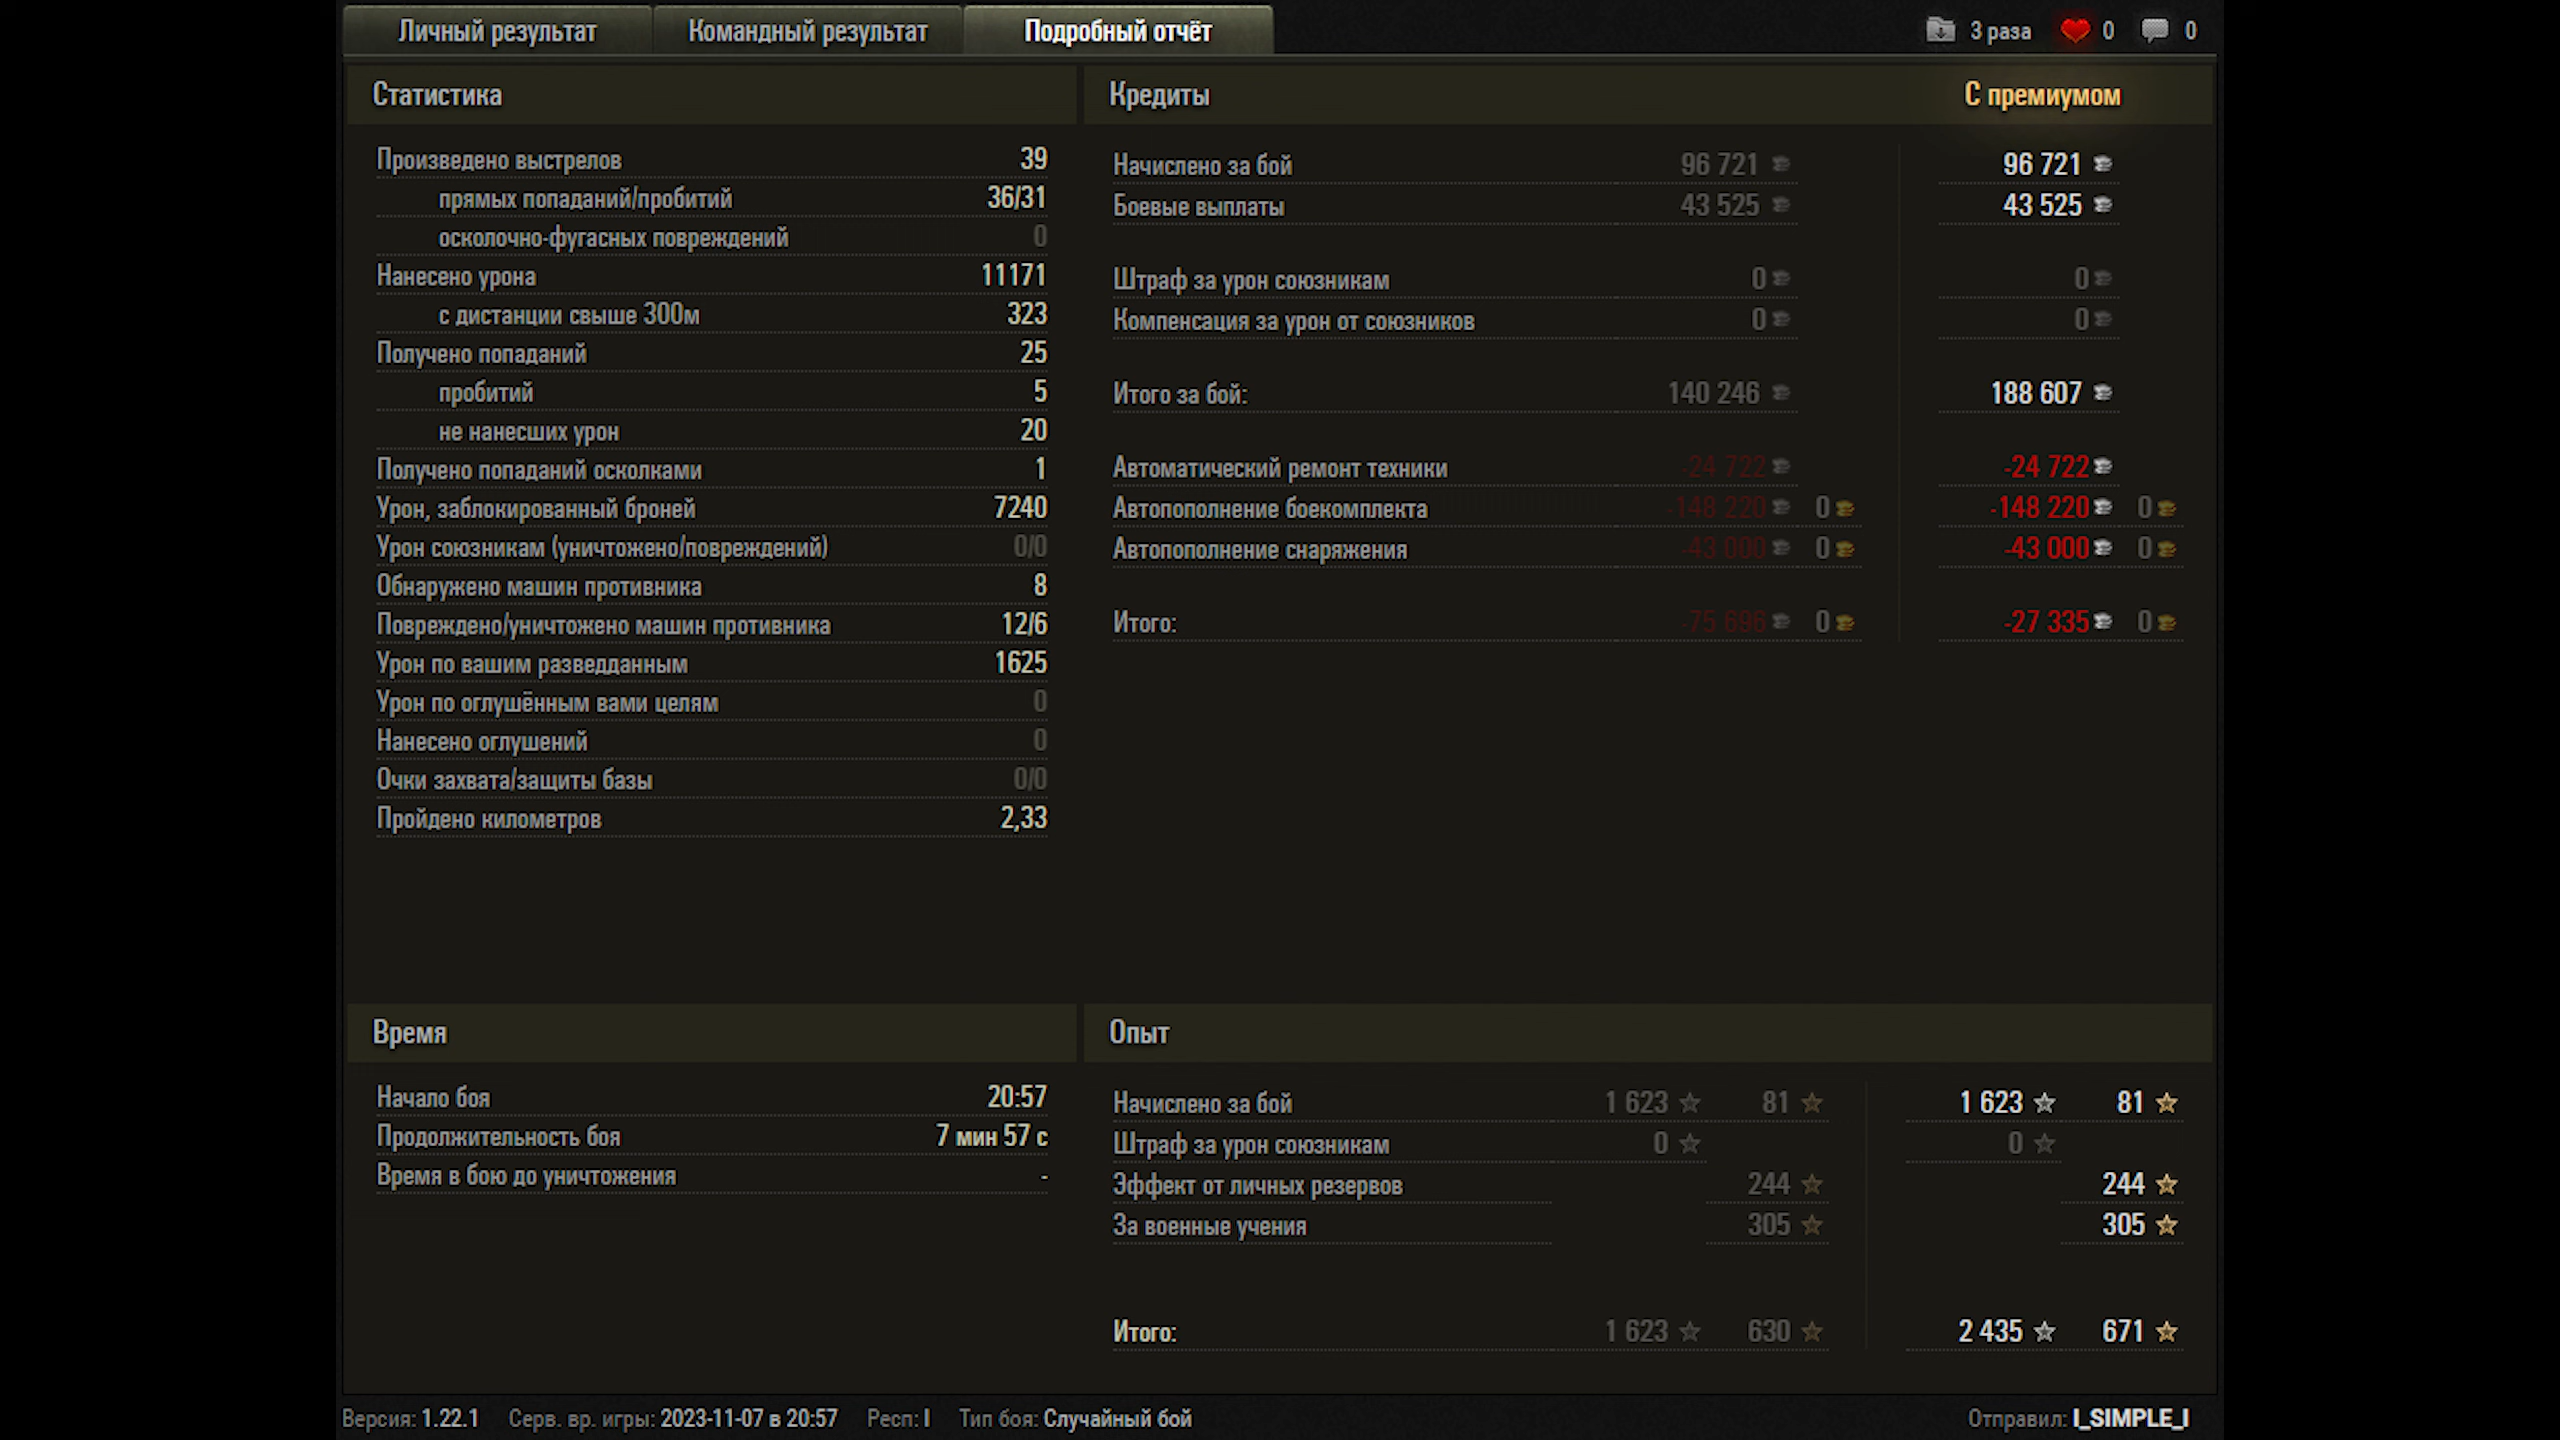 Личный результат Командный результат Подробный отчёт 3 раза 0 0
Статистика
Произведено выстрелов 39
прямых попаданий/пробитий 36/31
осколочно-фугасных повреждений 0
Нанесено урона 11171
с дистанции свыше 300м 323
Получено попаданий 25
пробитий 5
не нанесших урон 20
Получено попаданий осколками 1
Урон, заблокированный броней 7240
Урон союзникам (уничтожено/повреждений) 0/0
Обнаружено машин противника 8
Повреждено/уничтожено машин противника 12/6
Урон по вашим разведданным 1625
Урон по оглушённым вами целям 0
Нанесено оглушений 0
Очки захвата/защиты базы 0/0
Пройдено километров 2,33
Кредиты С премиумом
Начислено за бой 96 721 96 721
Боевые выплаты 43 525 43 525
Штраф за урон союзникам 0 0
Компенсация за урон от союзников 0 0
Итого за бой: 140 246 188 607
Автоматический ремонт техники -24 722 -24 722
Автопополнение боекомплекта -148 220 0 -148 220 0
Автопополнение снаряжения -43 000 0 -43 000 0
Итого: -75 696 0 -27 335 0
Время
Начало боя 20:57
Продолжительность боя 7 мин 57 с
Время в бою до уничтожения -
Опыт
Начислено за бой 1 623 81 1 623 81
Штраф за урон союзникам 0 0
Эффект от личных резервов 244 244
За военные учения 305 305
Итого: 1 623 630 2 435 671
Версия: 1.22.1 Серв. вр. игры: 2023-11-07 в 20:57 Респ: I Тип боя: Случайный бой Отправил: I_SIMPLE_I